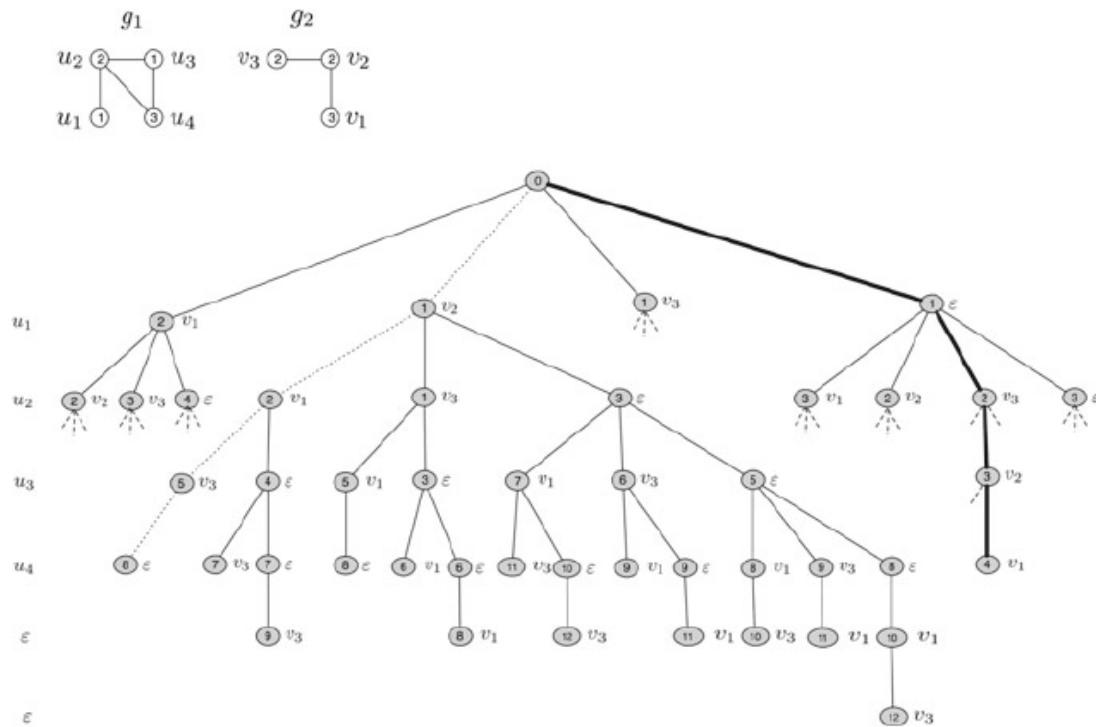 g₁ g₂
u₂ 2 1 u₃ v₃ 2 2 v₂
u₁ 1 3 u₄ 3 v₁
0
u₁ 2 v₁ 1 v₂ 1 v₃ 1 ε
u₂ 2 v₂ 3 v₃ 4 ε 2 v₁ 1 v₃ 3 ε 3 v₁ 2 v₂ 2 v₃ 3 ε
u₃ 5 v₃ 4 ε 5 v₁ 3 ε 7 v₁ 6 v₃ 5 ε 3 v₂
u₄ 6 ε 7 v₃ 7 ε 8 ε 6 v₁ 6 ε 11 v₃ 10 ε 9 v₁ 9 ε 8 v₁ 9 v₃ 8 ε 4 v₁
ε 9 v₃ 8 v₁ 12 v₃ 11 v₁ 10 v₃ 11 v₁ 10 v₁
ε 12 v₃